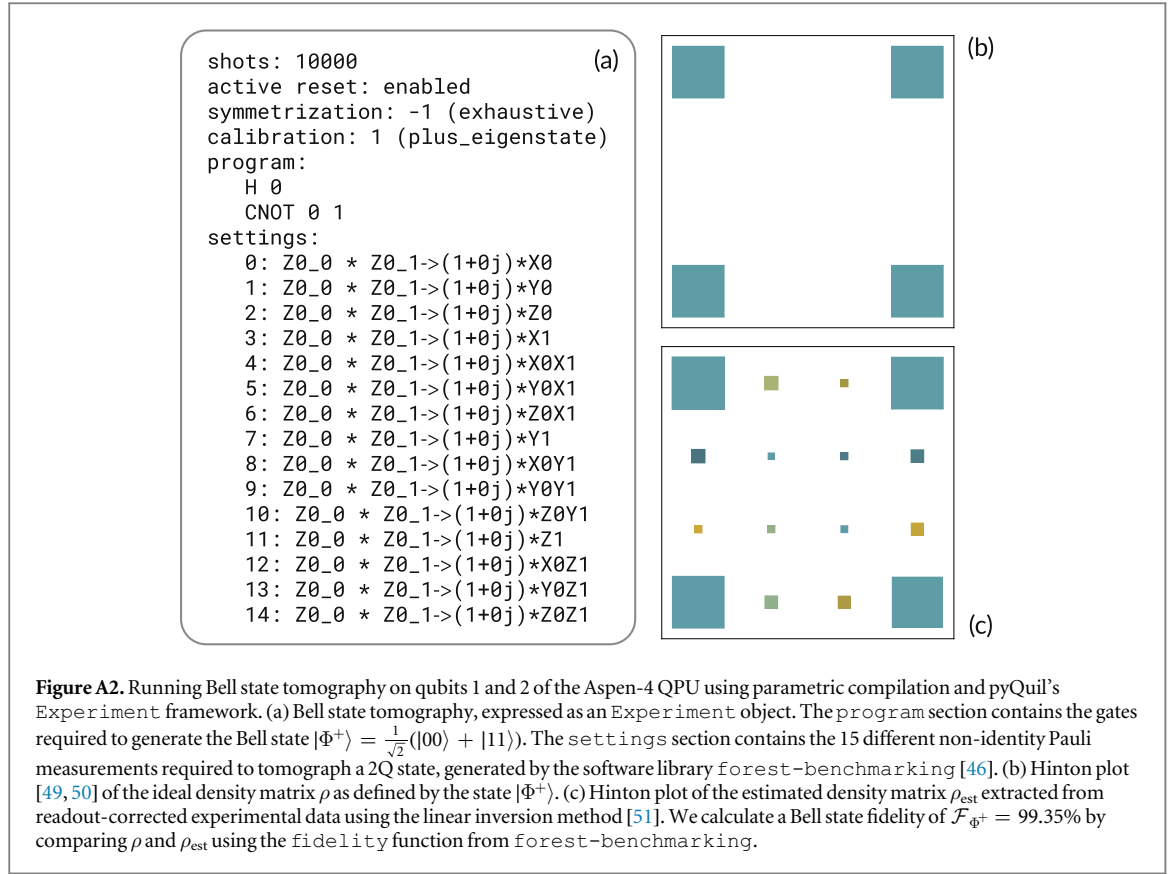 shots: 10000
(a)
active reset: enabled
symmetrization: -1 (exhaustive)
calibration: 1 (plus_eigenstate)
program:
H 0
CNOT 0 1
settings:
0: Z0_0 * Z0_1->(1+0j)*X0
1: Z0_0 * Z0_1->(1+0j)*Y0
2: Z0_0 * Z0_1->(1+0j)*Z0
3: Z0_0 * Z0_1->(1+0j)*X1
4: Z0_0 * Z0_1->(1+0j)*X0X1
5: Z0_0 * Z0_1->(1+0j)*Y0X1
6: Z0_0 * Z0_1->(1+0j)*Z0X1
7: Z0_0 * Z0_1->(1+0j)*Y1
8: Z0_0 * Z0_1->(1+0j)*X0Y1
9: Z0_0 * Z0_1->(1+0j)*Y0Y1
10: Z0_0 * Z0_1->(1+0j)*Z0Y1
11: Z0_0 * Z0_1->(1+0j)*Z1
12: Z0_0 * Z0_1->(1+0j)*X0Z1
13: Z0_0 * Z0_1->(1+0j)*Y0Z1
14: Z0_0 * Z0_1->(1+0j)*Z0Z1
(b)
(c)
Figure A2. Running Bell state tomography on qubits 1 and 2 of the Aspen-4 QPU using parametric compilation and pyQuil's
Experiment framework. (a) Bell state tomography, expressed as an Experiment object. The program section contains the gates
required to generate the Bell state |Φ⁺⟩ = 1/√2(|00⟩ + |11⟩). The settings section contains the 15 different non-identity Pauli
measurements required to tomograph a 2Q state, generated by the software library forest-benchmarking [46]. (b) Hinton plot
[49, 50] of the ideal density matrix ρ as defined by the state |Φ⁺⟩. (c) Hinton plot of the estimated density matrix ρ_est extracted from
readout-corrected experimental data using the linear inversion method [51]. We calculate a Bell state fidelity of ℱ_Φ⁺ = 99.35% by
comparing ρ and ρ_est using the fidelity function from forest-benchmarking.